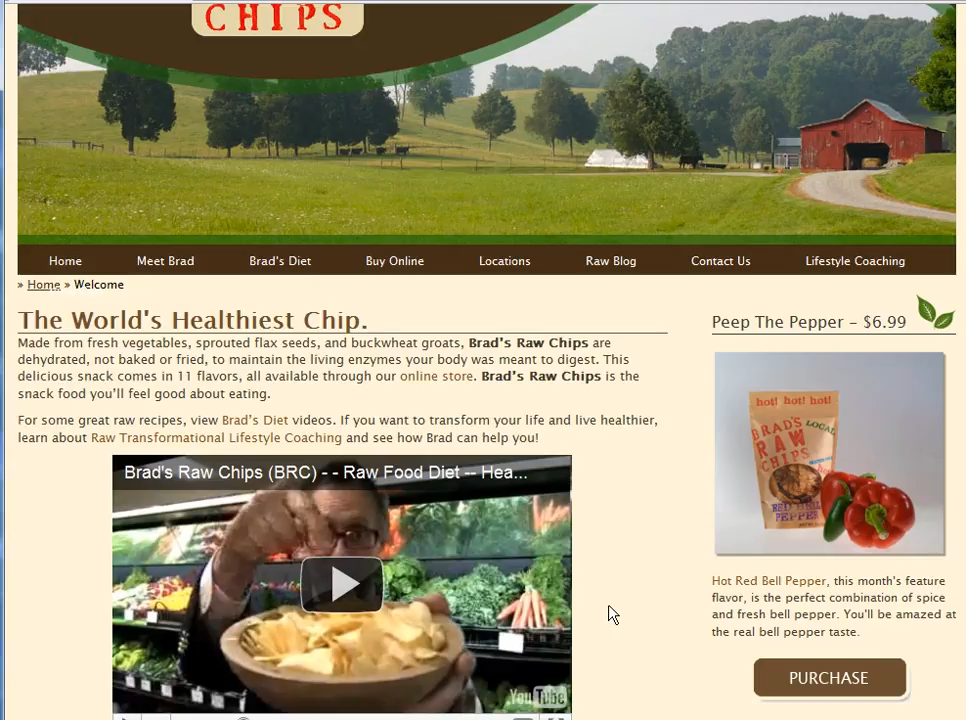 CHIPS
Home Meet Brad Brad's Diet Buy Online Locations Raw Blog Contact Us Lifestyle Coaching
» Home » Welcome
The World's Healthiest Chip.
Made from fresh vegetables, sprouted flax seeds, and buckwheat groats, Brad's Raw Chips are
dehydrated, not baked or fried, to maintain the living enzymes your body was meant to digest. This
delicious snack comes in 11 flavors, all available through our online store. Brad's Raw Chips is the
snack food you'll feel good about eating.
For some great raw recipes, view Brad's Diet videos. If you want to transform your life and live healthier,
learn about Raw Transformational Lifestyle Coaching and see how Brad can help you!
Brad's Raw Chips (BRC) - - Raw Food Diet -- Hea...
YouTube
Peep The Pepper - $6.99
hot! hot! hot!
BRAD'S
LOCAL
RAW
CHIPS
RED BELL
PEPPER
Hot Red Bell Pepper, this month's feature
flavor, is the perfect combination of spice
and fresh bell pepper. You'll be amazed at
the real bell pepper taste.
PURCHASE